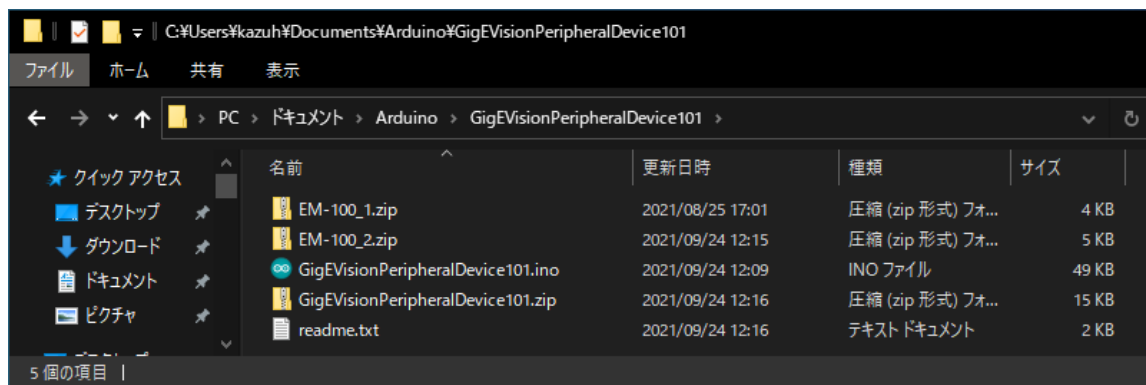 C:¥Users¥kazuh¥Documents¥Arduino¥GigEVisionPeripheralDevice101
ファイル ホーム 共有 表示
PC > ドキュメント > Arduino > GigEVisionPeripheralDevice101 >
クイック アクセス
デスクトップ
ダウンロード
ドキュメント
ピクチャ
名前 更新日時 種類 サイズ
EM-100_1.zip 2021/08/25 17:01 圧縮 (zip 形式) フォ... 4 KB
EM-100_2.zip 2021/09/24 12:15 圧縮 (zip 形式) フォ... 5 KB
GigEVisionPeripheralDevice101.ino 2021/09/24 12:09 INO ファイル 49 KB
GigEVisionPeripheralDevice101.zip 2021/09/24 12:16 圧縮 (zip 形式) フォ... 15 KB
readme.txt 2021/09/24 12:16 テキスト ドキュメント 2 KB
5 個の項目